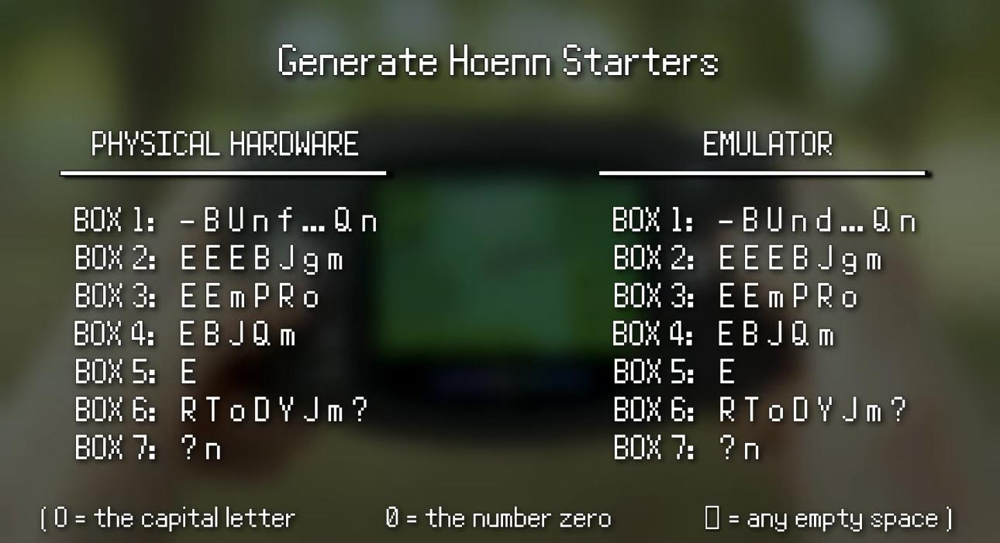 Generate Hoenn Starters
PHYSICAL HARDWARE
BOX 1: – B U n f … Q n
BOX 2: E E E B J g m
BOX 3: E E m P R o
BOX 4: E B J Q m
BOX 5: E
BOX 6: R T o D Y J m ?
BOX 7: ? n
EMULATOR
BOX 1: – B U n d … Q n
BOX 2: E E E B J g m
BOX 3: E E m P R o
BOX 4: E B J Q m
BOX 5: E
BOX 6: R T o D Y J m ?
BOX 7: ? n
( O = the capital letter 0 = the number zero ▯ = any empty space )